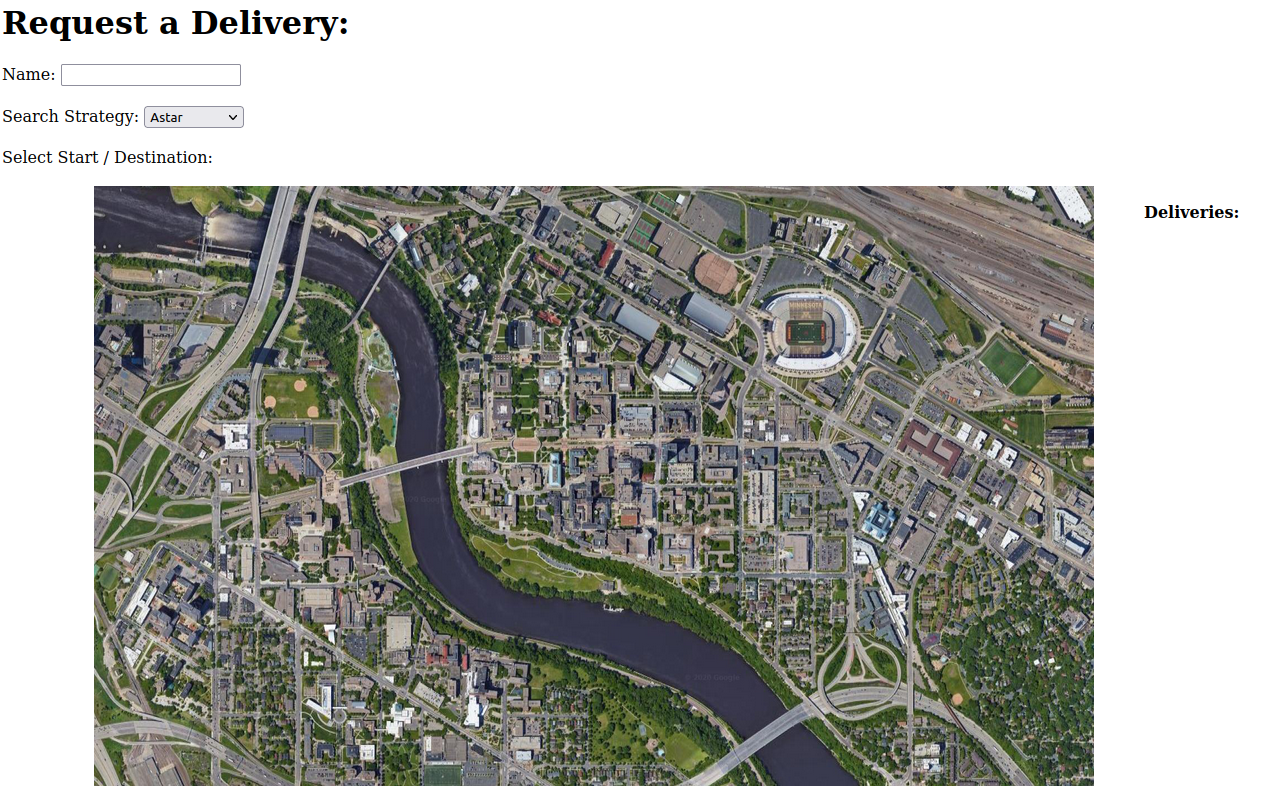 Request a Delivery:
Name:
Search Strategy: Astar
Select Start / Destination:
Deliveries:
MINNESOTA